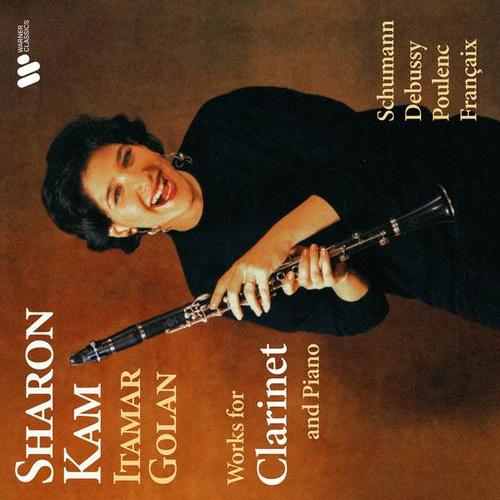 WARNER
CLASSICS
Schumann
Debussy
Poulenc
Françaix
SHARON
KAM
ITAMAR
GOLAN
Works for
Clarinet
and Piano